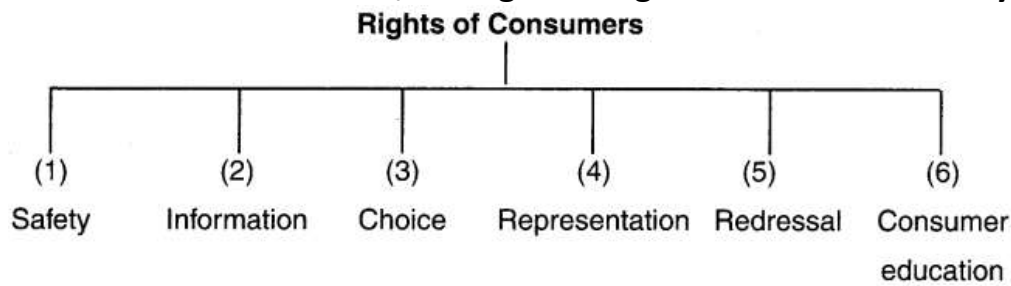 Rights of Consumers
(1) (2) (3) (4) (5) (6)
Safety Information Choice Representation Redressal Consumer
education